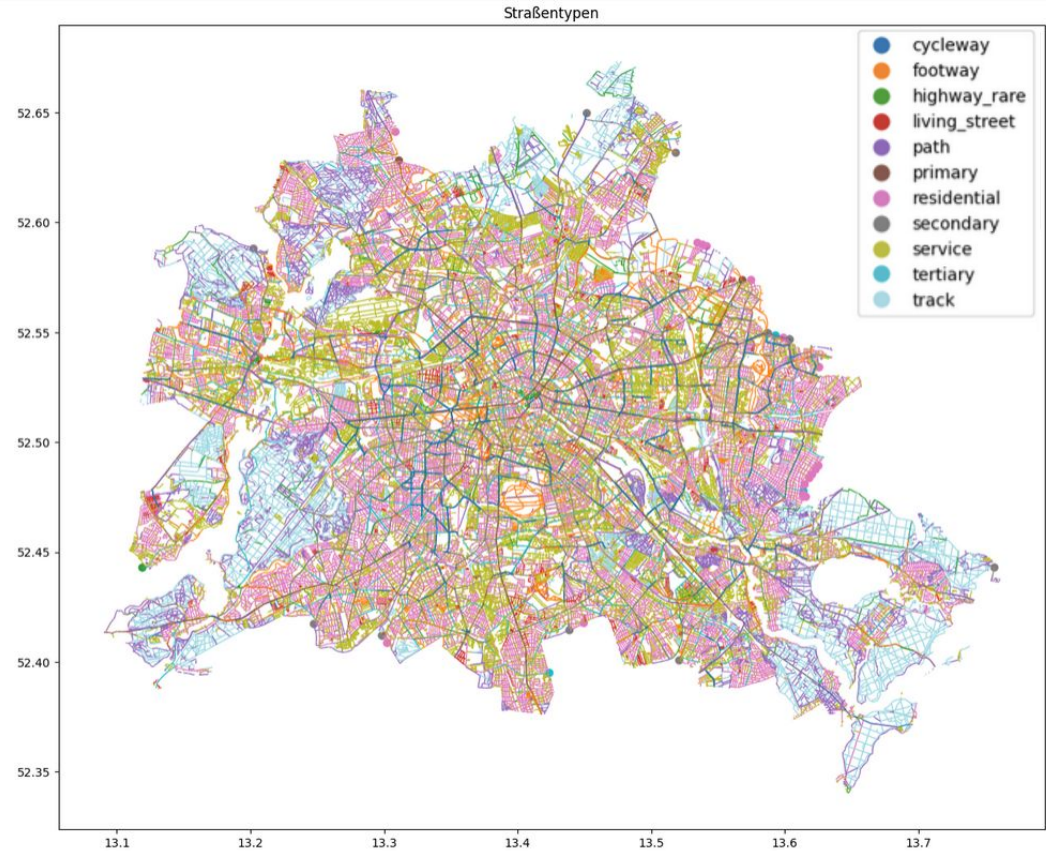 Straßentypen
cycleway
footway
highway_rare
living_street
path
primary
residential
secondary
service
tertiary
track
52.65
52.60
52.55
52.50
52.45
52.40
52.35
13.1 13.2 13.3 13.4 13.5 13.6 13.7